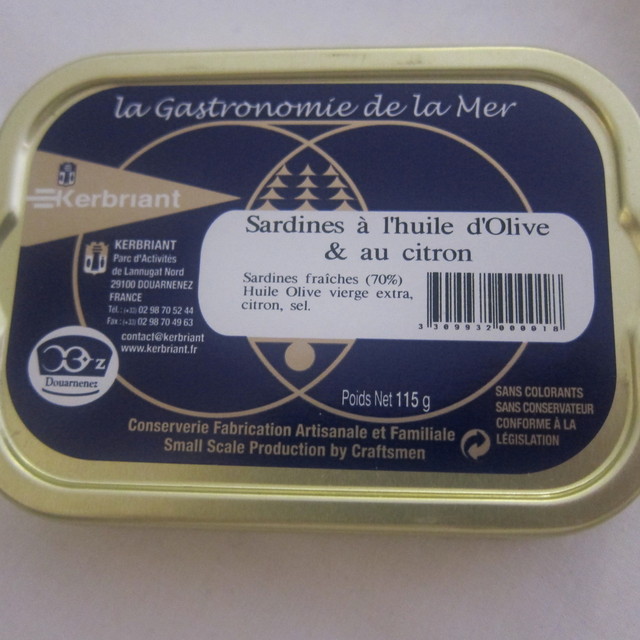 la Gastronomie de la Mer
Kerbriant
Sardines à l'huile d'Olive
& au citron
Sardines fraîches (70%)
Huile Olive vierge extra,
citron, sel.
3 309932 000018
KERBRIANT
Parc d'Activités
de Lannugat Nord
29100 DOUARNENEZ
FRANCE
Tél.: (+33) 02 98 70 52 44
Fax : (+33) 02 98 70 49 63
contact@kerbriant
www.kerbriant.fr
Douarnenez
Poids Net 115 g
SANS COLORANTS
SANS CONSERVATEUR
CONFORME À LA
LÉGISLATION
Conserverie Fabrication Artisanale et Familiale
Small Scale Production by Craftsmen